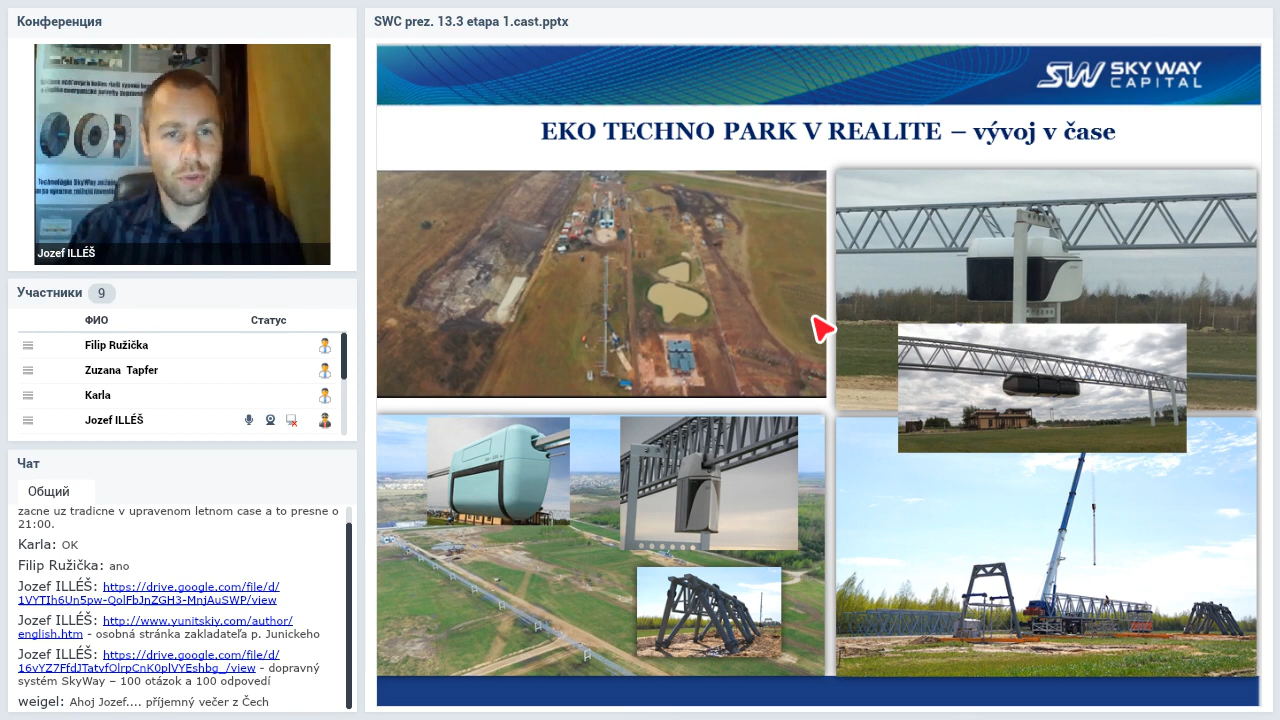 Конференция
Jozef ILLÉŠ
Участники 9
ФИО Статус
Filip Ružička
Zuzana Tapfer
Karla
Jozef ILLÉŠ
Чат
Общий
zacne uz tradicne v upravenom letnom case a to presne o
21:00.
Karla: OK
Filip Ružička: ano
Jozef ILLÉŠ: https://drive.google.com/file/d/
1VYTIh6Un5pw-QolFbJnZGH3-MnjAuSWP/view
Jozef ILLÉŠ: http://www.yunitskiy.com/author/
english.htm - osobná stránka zakladateľa p. Junickeho
Jozef ILLÉŠ: https://drive.google.com/file/d/
16vYZ7FfdJTatvfOlrpCnK0plVYEshbg_/view - dopravný
systém SkyWay – 100 otázok a 100 odpovedí
weigel: Ahoj Jozef.... příjemný večer z Čech
SWC prez. 13.3 etapa 1.cast.pptx
SW SKY WAY
CAPITAL
EKO TECHNO PARK V REALITE – vývoj v čase